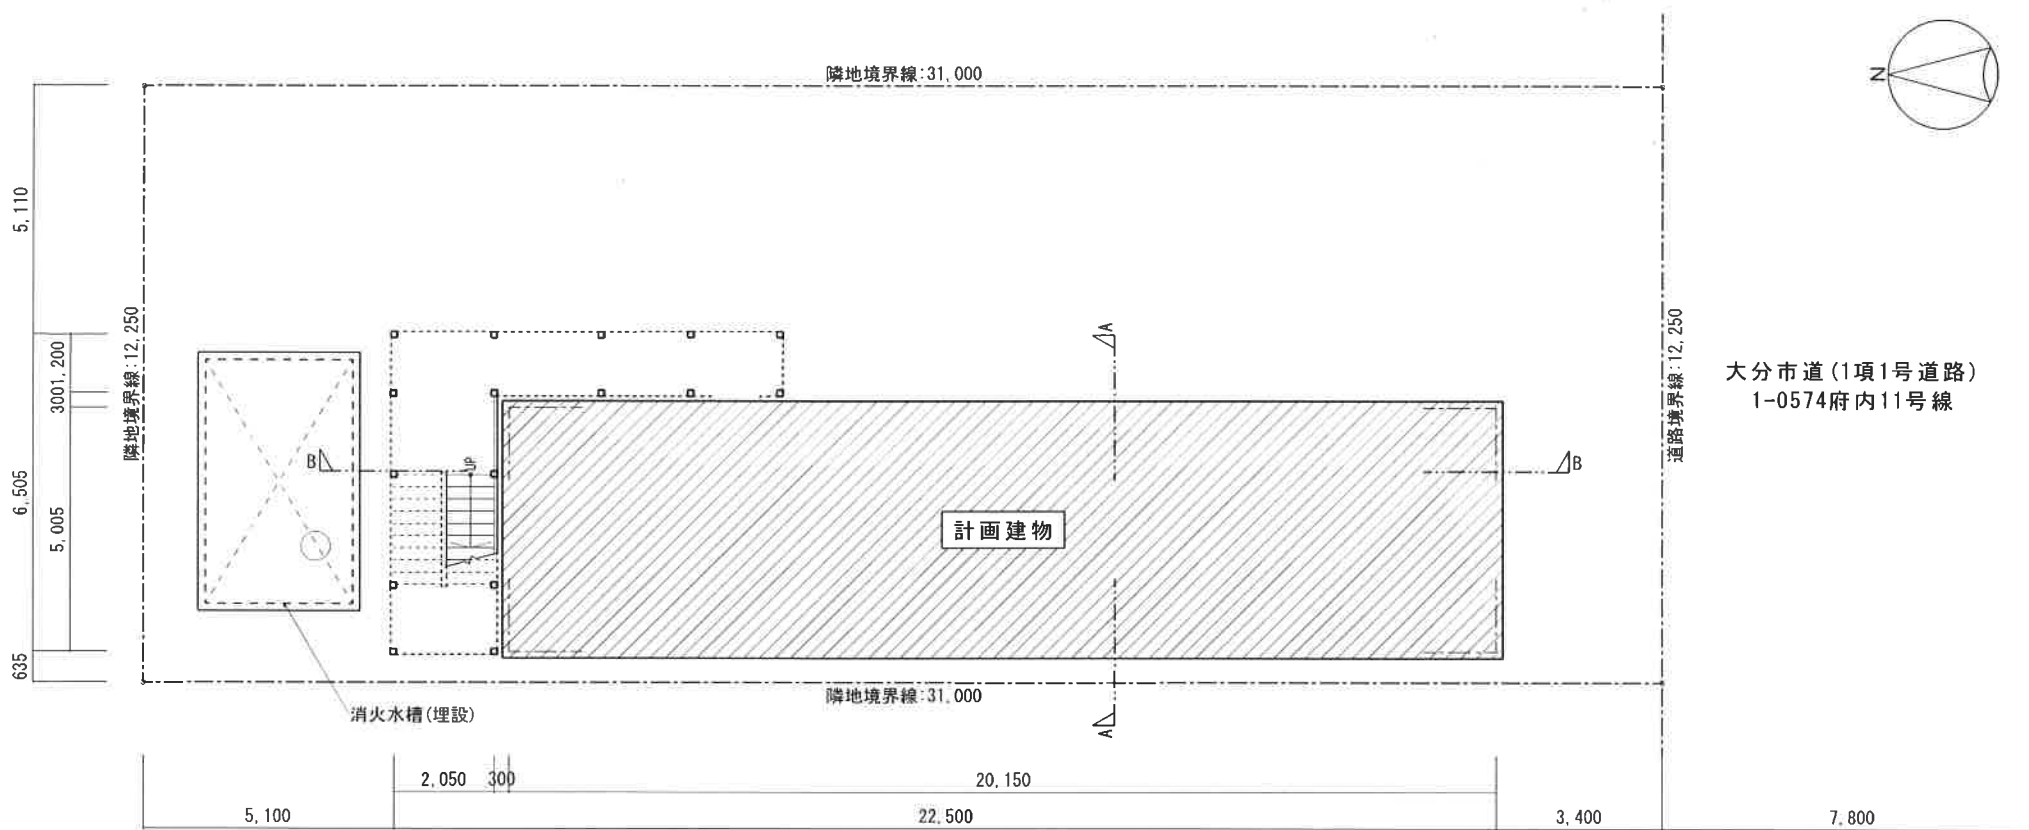 隣地境界線:31,000
N
5,110
隣地境界線:12,250
道路境界線:12,250
1,200
300
A
大分市道(1項1号道路)
1-0574府内11号線
B
UP
B
6,505
5,005
計画建物
635
隣地境界線:31,000
消火水槽(埋設)
A
2,050
300
20,150
5,100
22,500
3,400
7,800